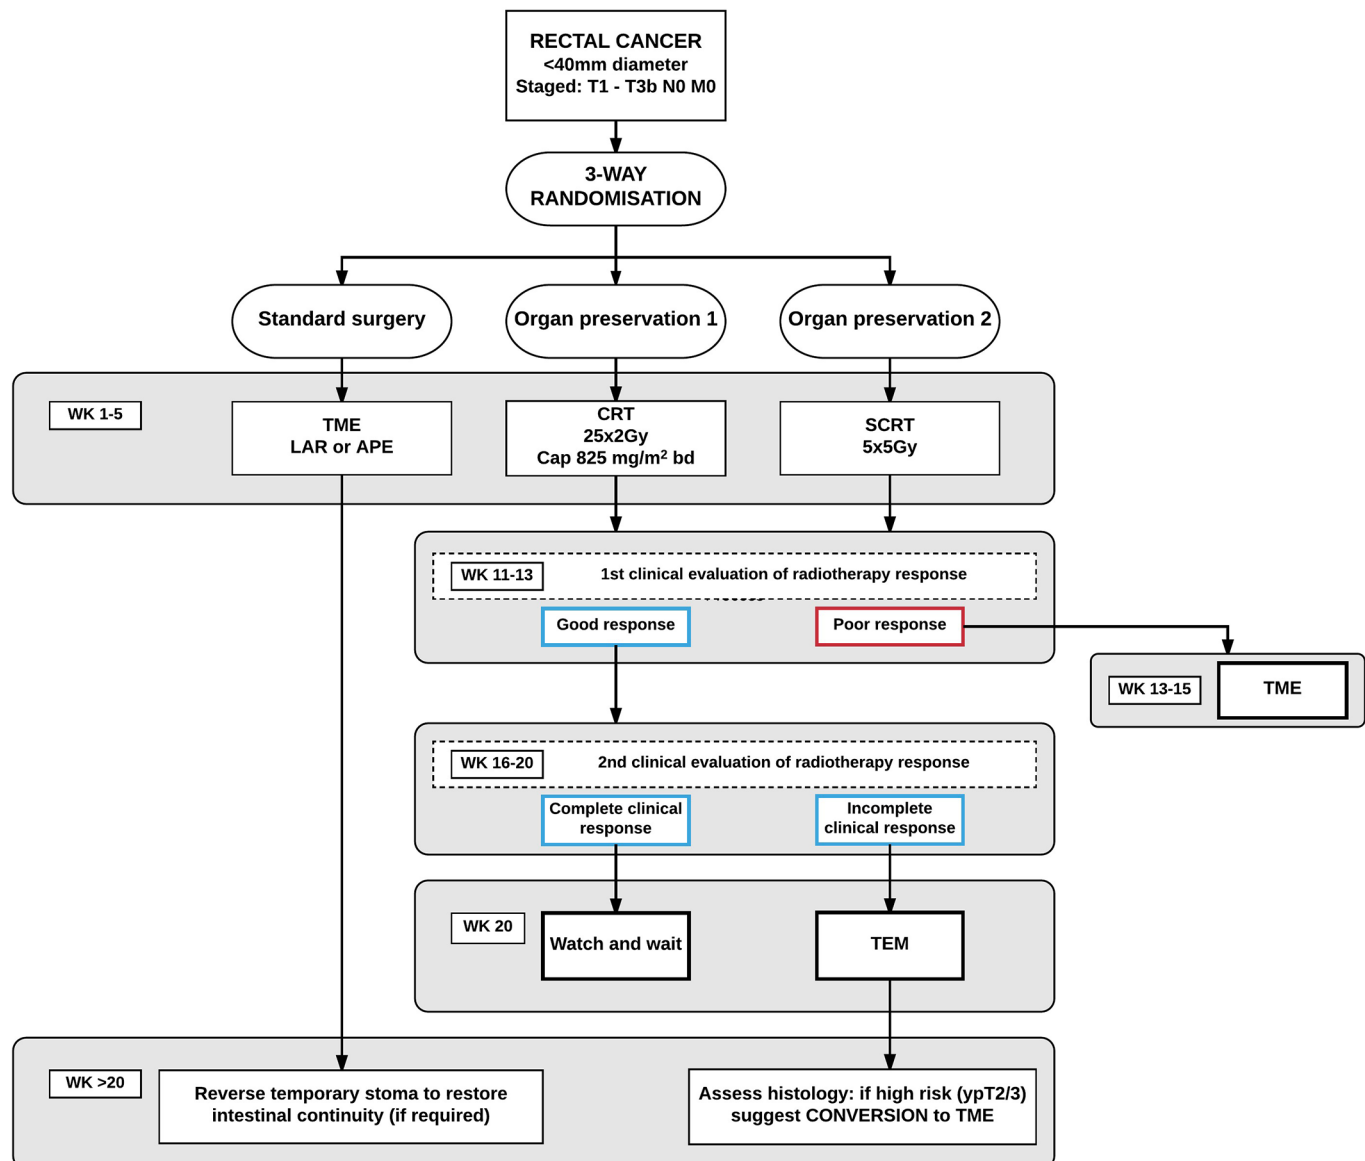 RECTAL CANCER
<40mm diameter
Staged: T1 - T3b N0 M0
3-WAY
RANDOMISATION
Standard surgery
Organ preservation 1
Organ preservation 2
WK 1-5
TME
LAR or APE
CRT
25x2Gy
Cap 825 mg/m² bd
SCRT
5x5Gy
WK 11-13
1st clinical evaluation of radiotherapy response
Good response
Poor response
WK 13-15
TME
WK 16-20
2nd clinical evaluation of radiotherapy response
Complete clinical
response
Incomplete
clinical response
WK 20
Watch and wait
TEM
WK >20
Reverse temporary stoma to restore
intestinal continuity (if required)
Assess histology: if high risk (ypT2/3)
suggest CONVERSION to TME